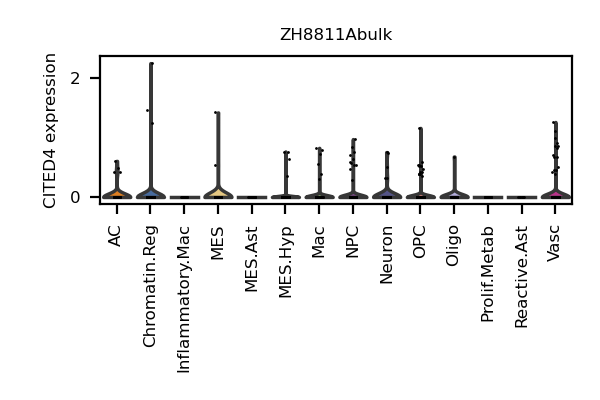 ZH8811Abulk
CITED4 expression
2
0
AC
Chromatin.Reg
Inflammatory.Mac
MES
MES.Ast
MES.Hyp
Mac
NPC
Neuron
OPC
Oligo
Prolif.Metab
Reactive.Ast
Vasc